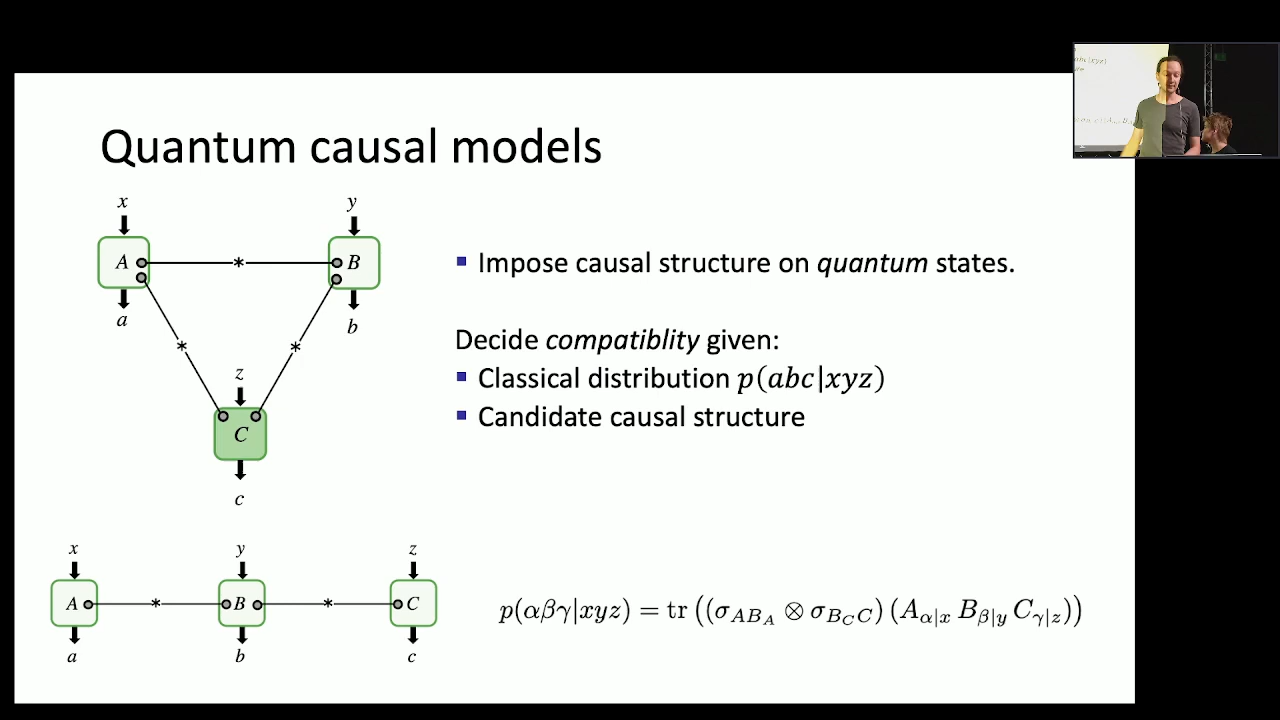 Quantum causal models
x
y
A
*
B
a
b
*
*
z
C
c
▪ Impose causal structure on quantum states.
Decide compatiblity given:
▪ Classical distribution p(abc|xyz)
▪ Candidate causal structure
x
y
z
A
*
B
*
C
a
b
c
p(αβγ|xyz) = tr ((σ_{AB_A} ⊗ σ_{B_C C}) (A_{α|x} B_{β|y} C_{γ|z}))